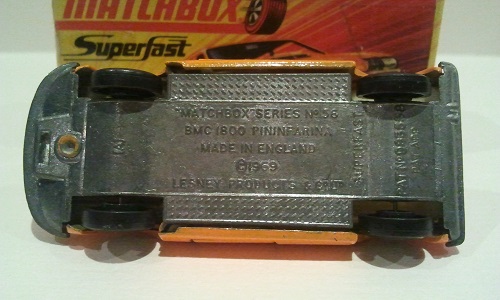 MATCHBOX
Superfast
"MATCHBOX" SERIES No 56
BMC 1800 PININFARINA
MADE IN ENGLAND
© 1969
LESNEY PRODUCTS & Co LTD
SUPERFAST